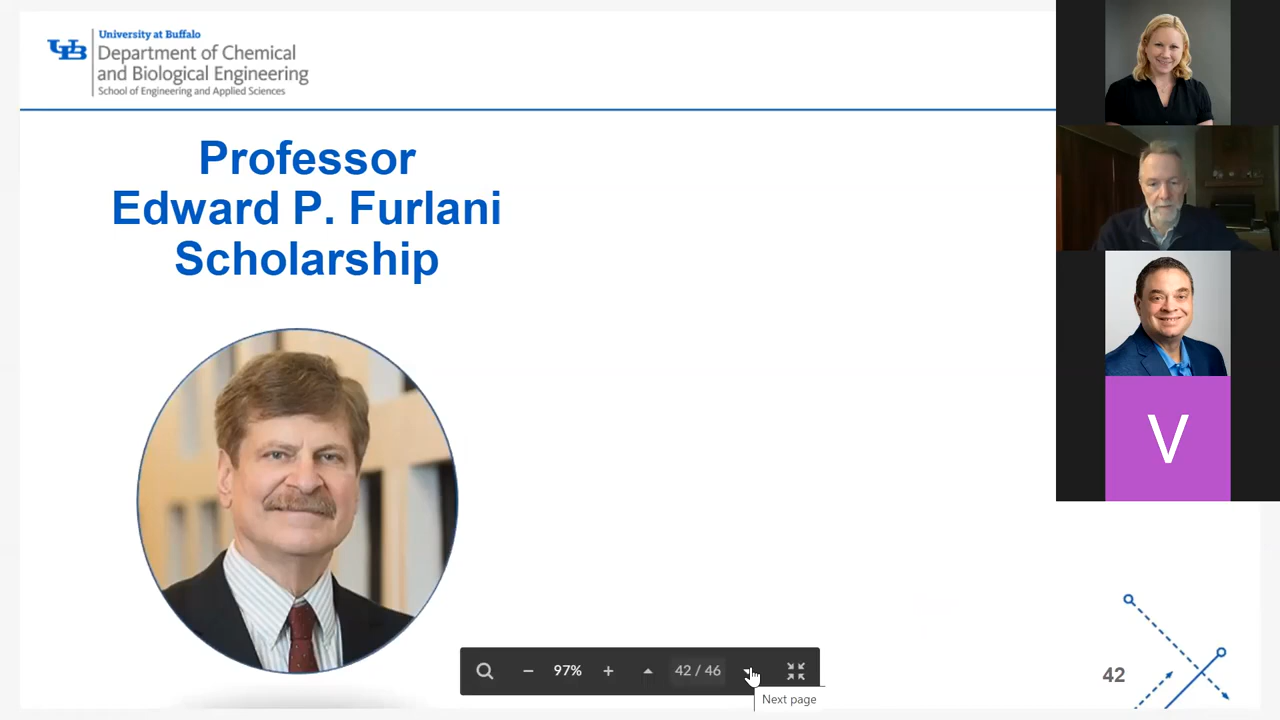 UB
University at Buffalo
Department of Chemical
and Biological Engineering
School of Engineering and Applied Sciences
Professor
Edward P. Furlani
Scholarship
V
97%
42 / 46
Next page
42